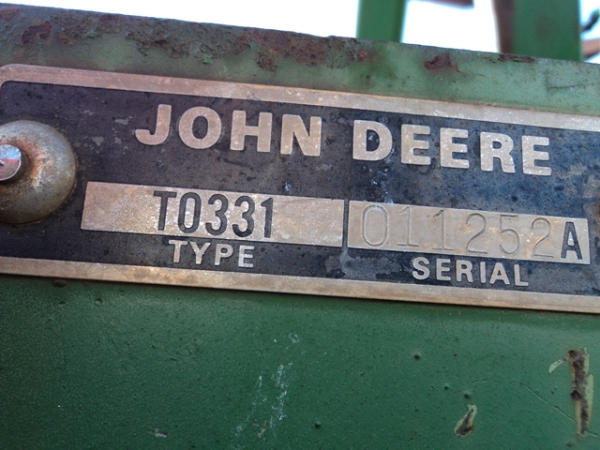 JOHN DEERE
T0331 011252A
TYPE SERIAL